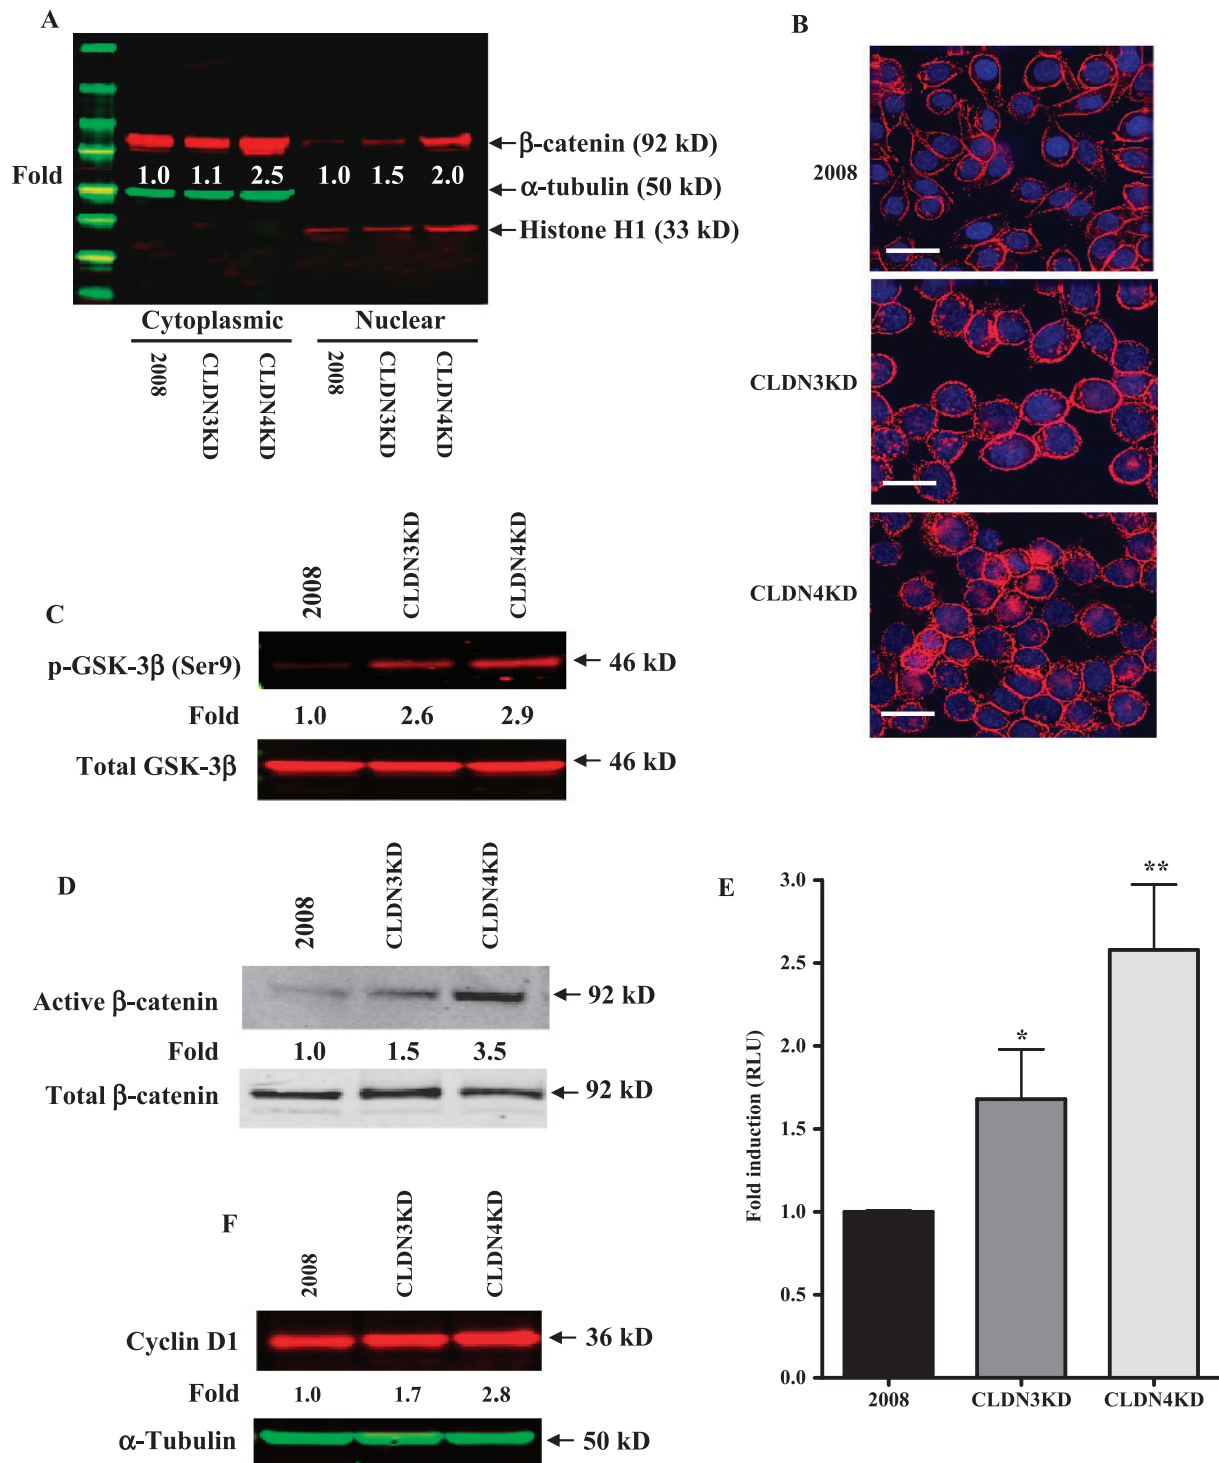 A
Fold
1.0 1.1 2.5 1.0 1.5 2.0
β-catenin (92 kD)
α-tubulin (50 kD)
Histone H1 (33 kD)
Cytoplasmic Nuclear
2008 CLDN3KD CLDN4KD 2008 CLDN3KD CLDN4KD
B
2008
CLDN3KD
CLDN4KD
C
2008 CLDN3KD CLDN4KD
p-GSK-3β (Ser9) 46 kD
Fold 1.0 2.6 2.9
Total GSK-3β 46 kD
D
2008 CLDN3KD CLDN4KD
Active β-catenin 92 kD
Fold 1.0 1.5 3.5
Total β-catenin 92 kD
E
Fold induction (RLU)
3.0
2.5
2.0
1.5
1.0
0.5
0.0
*
**
2008 CLDN3KD CLDN4KD
F
2008 CLDN3KD CLDN4KD
Cyclin D1 36 kD
Fold 1.0 1.7 2.8
α-Tubulin 50 kD